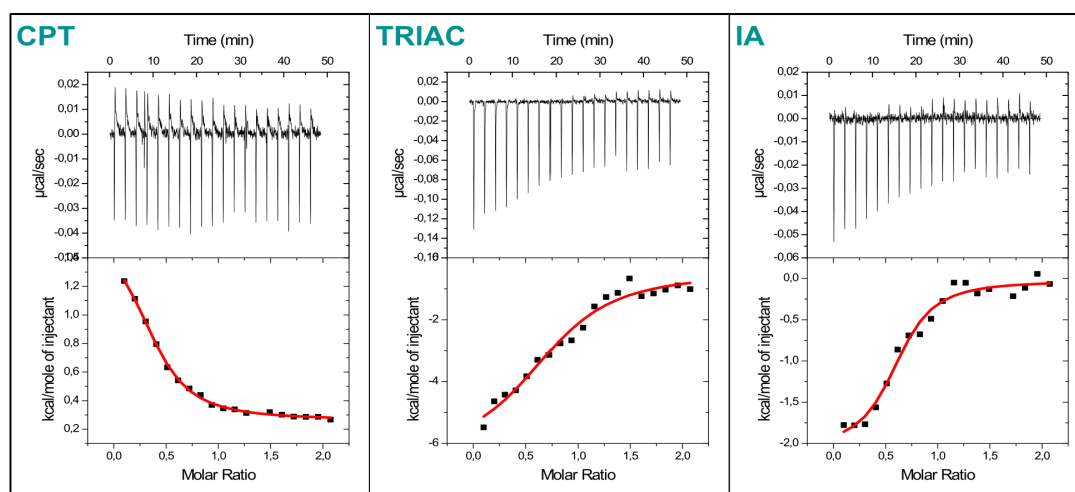 CPT
Time (min)
0 10 20 30 40 50
0,02
0,01
0,00
-0,01
-0,02
-0,03
-0,04
µcal/sec
1,2
1,0
0,8
0,6
0,4
0,2
kcal/mole of injectant
0,0 0,5 1,0 1,5 2,0
Molar Ratio
TRIAC
Time (min)
0 10 20 30 40 50
0,02
0,00
-0,02
-0,04
-0,06
-0,08
-0,10
-0,12
-0,14
µcal/sec
-2
-4
-6
kcal/mole of injectant
0,0 0,5 1,0 1,5 2,0
Molar Ratio
IA
Time (min)
0 10 20 30 40 50
0,02
0,01
0,00
-0,01
-0,02
-0,03
-0,04
-0,05
-0,06
µcal/sec
0,0
-0,5
-1,0
-1,5
-2,0
kcal/mole of injectant
0,0 0,5 1,0 1,5 2,0
Molar Ratio